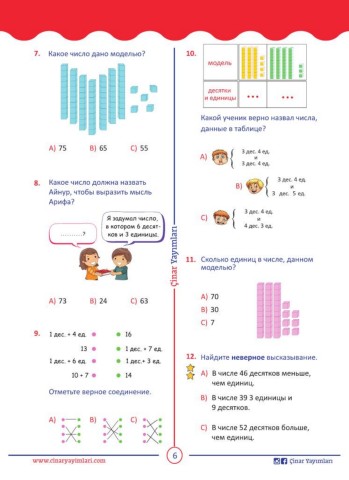 7. Какое число дано моделью?
A) 75 B) 65 C) 55
8. Какое число должна назвать
Айнур, чтобы выразить мысль
Арифа?
............?
Я задумал число,
в котором 6 десят-
ков и 3 единицы.
A) 73 B) 24 C) 63
9. 1 дес. + 4 ед. 16
13 1 дес. + 7 ед.
1 дес. + 6 ед. 1 дес.+ 3 ед.
10 + 7 14
Отметьте верное соединение.
A) B) C)
10.
модель
десятки
и единицы ••• •••
Какой ученик верно назвал числа,
данные в таблице?
A) 3 дес. 4 ед.
и
3 дес. 4 ед.
B) 3 дес. 4 ед.
и
3 дес. 5 ед.
C) 3 дес. 4 ед.
и
4 дес. 3 ед.
11. Сколько единиц в числе, данном
моделью?
A) 70
B) 30
C) 7
12. Найдите неверное высказывание.
A) В числе 46 десятков меньше,
чем единиц.
B) В числе 39 3 единицы и
9 десятков.
C) В числе 52 десятков больше,
чем единиц.
Çinar Yayımları
www.cinaryayimlari.com
6
Çinar Yayımları